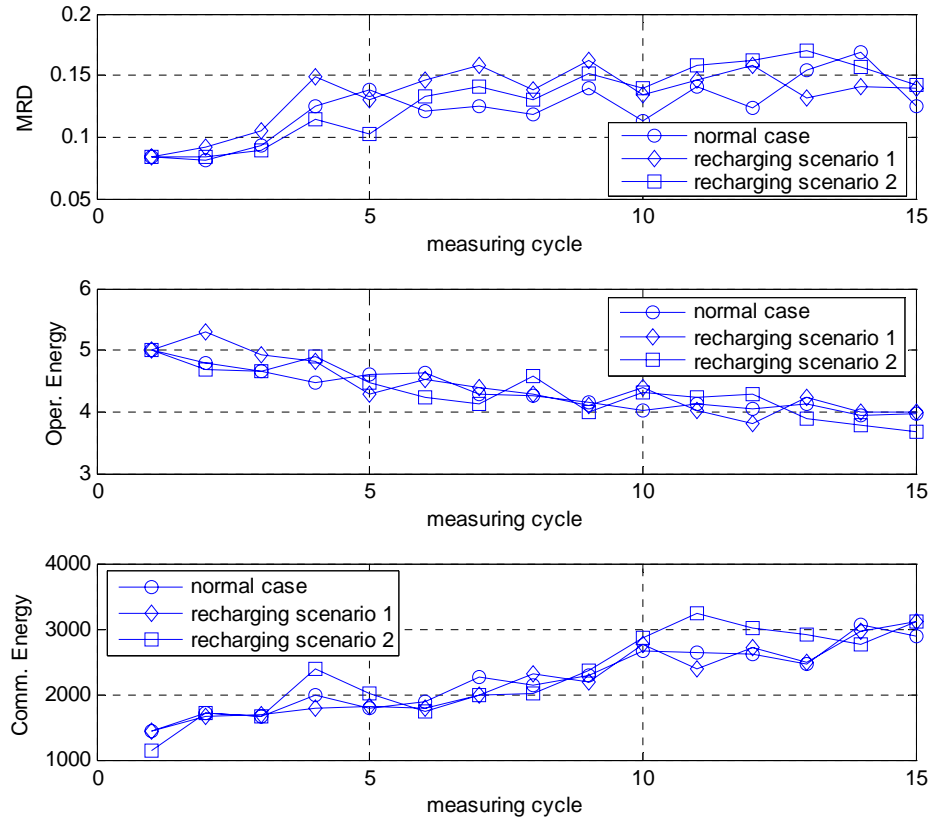 0.2
0.15
0.1
0.05
MRD
0
5
10
15
measuring cycle
normal case
recharging scenario 1
recharging scenario 2
6
5
4
3
Oper. Energy
0
5
10
15
measuring cycle
normal case
recharging scenario 1
recharging scenario 2
4000
3000
2000
1000
Comm. Energy
0
5
10
15
measuring cycle
normal case
recharging scenario 1
recharging scenario 2